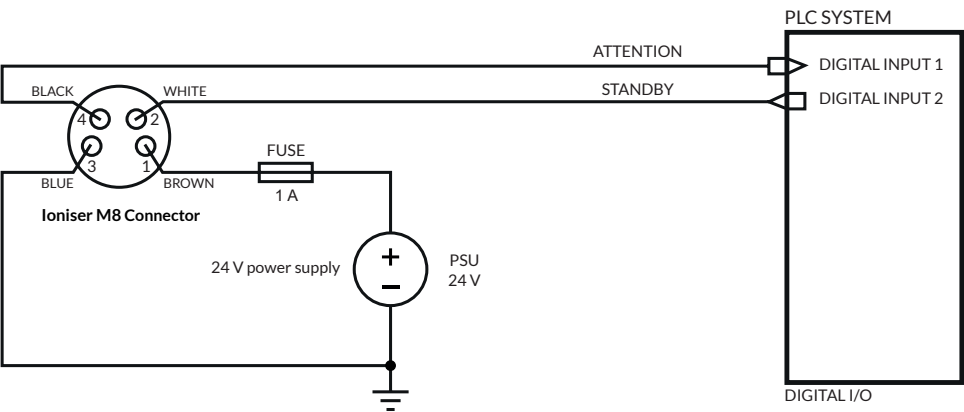 PLC SYSTEM
ATTENTION
DIGITAL INPUT 1
BLACK
WHITE
STANDBY
DIGITAL INPUT 2
4
2
3
1
BLUE
BROWN
FUSE
1 A
Ioniser M8 Connector
24 V power supply
+
−
PSU
24 V
DIGITAL I/O